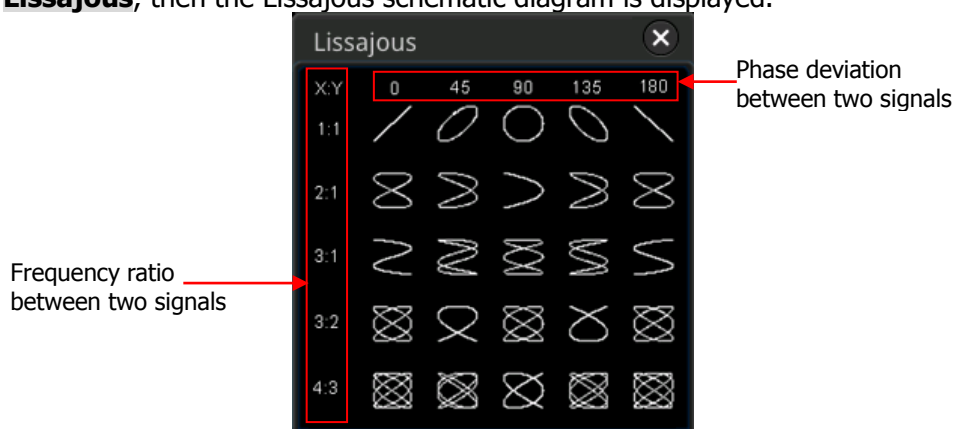 Lissajous, then the Lissajous schematic diagram is displayed.
Lissajous
X:Y 0 45 90 135 180
Phase deviation
between two signals
1:1
2:1
3:1
Frequency ratio
between two signals
3:2
4:3